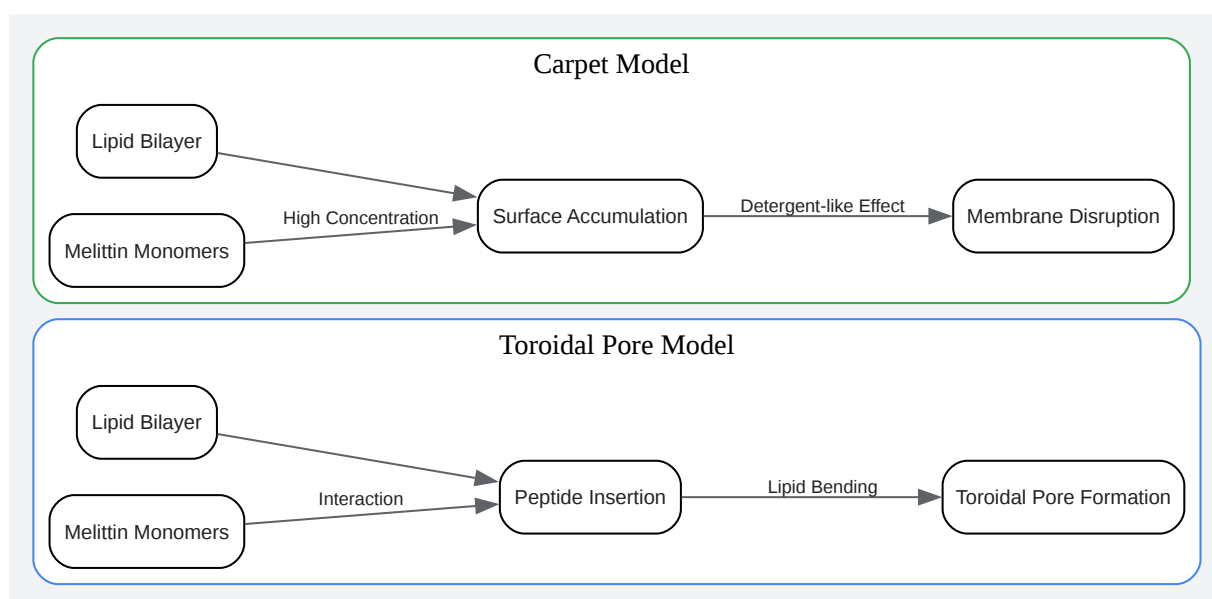 Carpet Model
Lipid Bilayer
Melittin Monomers
High Concentration
Surface Accumulation
Detergent-like Effect
Membrane Disruption
Toroidal Pore Model
Lipid Bilayer
Melittin Monomers
Interaction
Peptide Insertion
Lipid Bending
Toroidal Pore Formation